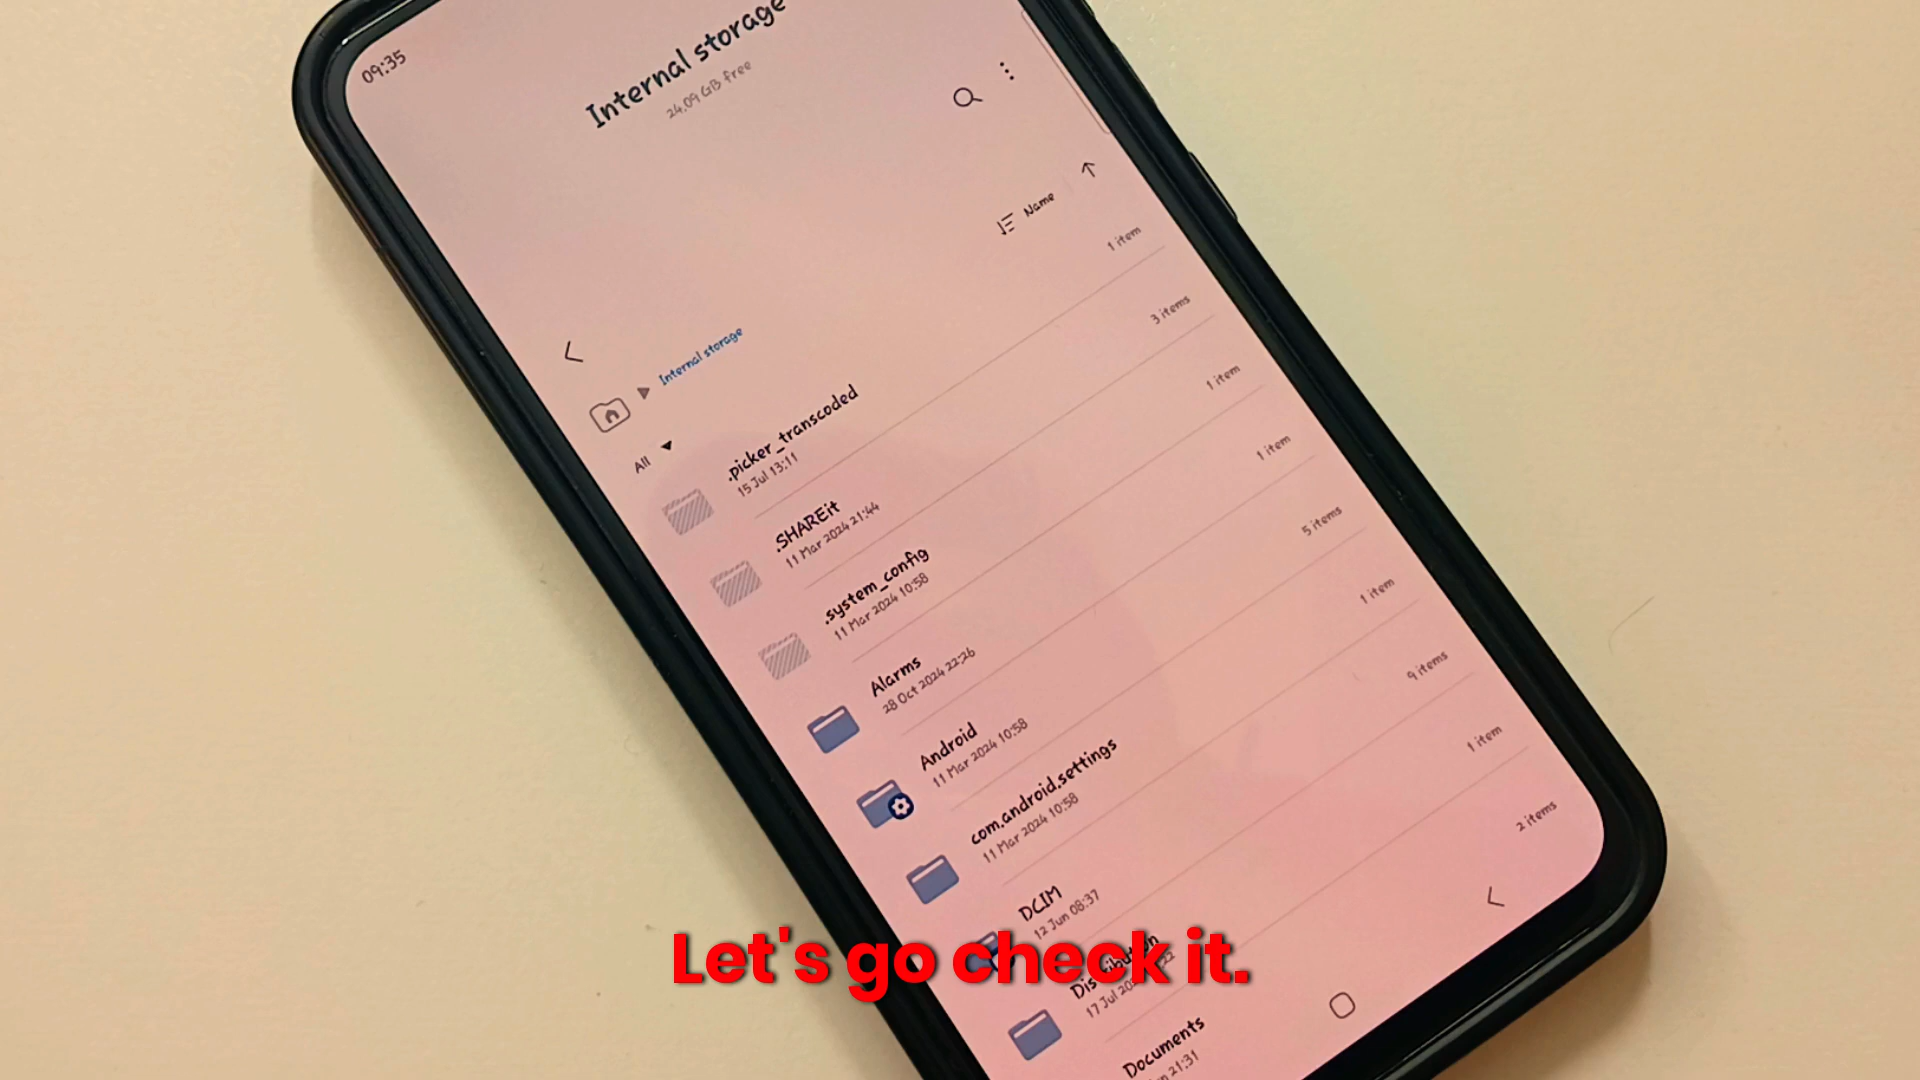 09:35
Internal storage
24.09 GB free
Name
Internal storage
All
.picker_transcoded
15 Jul 13:11
1 item
.SHAREit
11 Mar 2024 21:44
3 items
.system_config
11 Mar 2024 10:58
1 item
Alarms
28 Oct 2024 22:26
1 item
Android
11 Mar 2024 10:58
5 items
com.android.settings
11 Mar 2024 10:58
1 item
DCIM
12 Jun 08:37
9 items
17 Jul
1 item
Documents
21:31
2 items
Let's go check it.